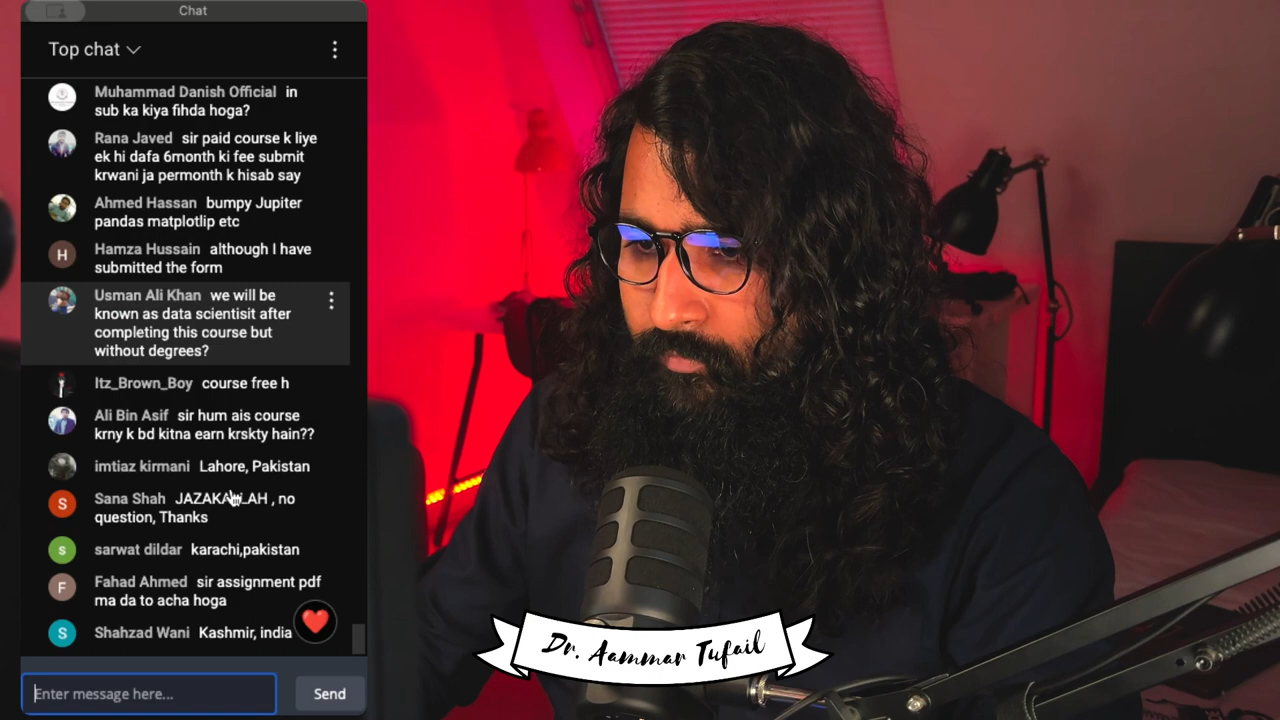 Chat
Top chat
Muhammad Danish Official in
sub ka kiya fihda hoga?
Rana Javed sir paid course k liye
ek hi dafa 6month ki fee submit
krwani ja permonth k hisab say
Ahmed Hassan bumpy Jupiter
pandas matplotlip etc
H
Hamza Hussain although I have
submitted the form
Usman Ali Khan we will be
known as data scientisit after
completing this course but
without degrees?
Itz_Brown_Boy course free h
Ali Bin Asif sir hum ais course
krny k bd kitna earn krskty hain??
imtiaz kirmani Lahore, Pakistan
S
Sana Shah JAZAKALLAH , no
question, Thanks
s
sarwat dildar karachi,pakistan
F
Fahad Ahmed sir assignment pdf
ma da to acha hoga
S
Shahzad Wani Kashmir, india
Enter message here...
Send
Dr. Aammar Tufail